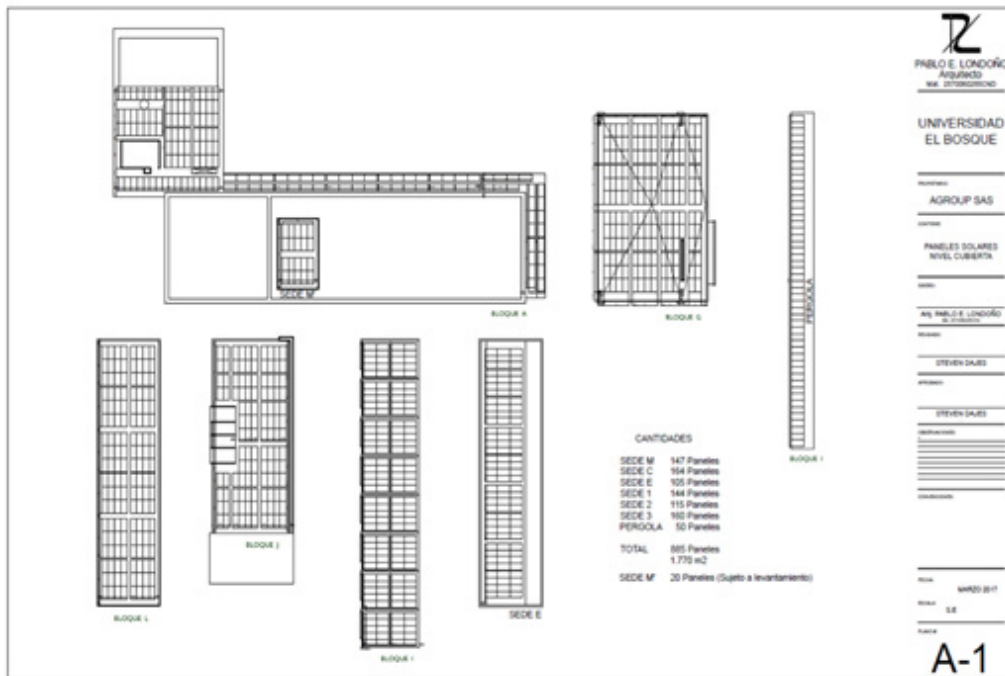 SEDE M'
BLOQUE A
BLOQUE G
PERGOLA
BLOQUE I
BLOQUE L
BLOQUE J
BLOQUE I
SEDE E
CANTIDADES
SEDE M 147 Paneles
SEDE C 164 Paneles
SEDE E 105 Paneles
SEDE 1 144 Paneles
SEDE 2 115 Paneles
SEDE 3 160 Paneles
PERGOLA 50 Paneles
TOTAL 885 Paneles
1.770 m2
SEDE M' 20 Paneles (Sujeto a levantamiento)
PABLO E. LONDOÑO
Arquitecto
UNIVERSIDAD
EL BOSQUE
AGROUP SAS
PANELES SOLARES
NIVEL CUBIERTA
Arq. PABLO E. LONDOÑO
STEVEN DAJES
STEVEN DAJES
MARZO 2017
S.E
A-1